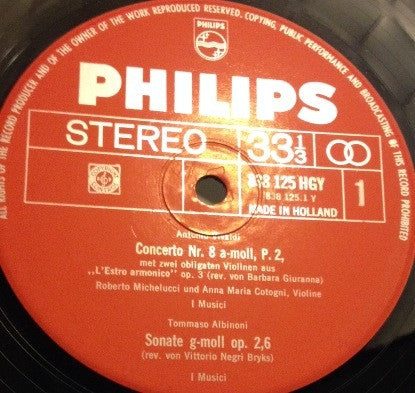 ALL RIGHTS OF THE RECORD PRODUCER AND OF THE OWNER OF THE WORK REPRODUCED RESERVED. COPYING, PUBLIC PERFORMANCE AND BROADCASTING OF THIS RECORD PROHIBITED
PHILIPS
PHILIPS
STEREO 33 1/3
838 125 HGY
838 125.1 Y
1
MADE IN HOLLAND
Antonio Vivaldi
Concerto Nr. 8 a-moll, P. 2,
met zwei obligaten Violinen aus
„L'Estro armonico" op. 3 (rev. von Barbara Giuranna)
Roberto Michelucci und Anna Maria Cotogni, Violine
I Musici
Tommaso Albinoni
Sonate g-moll op. 2,6
(rev. von Vittorio Negri Bryks)
I Musici